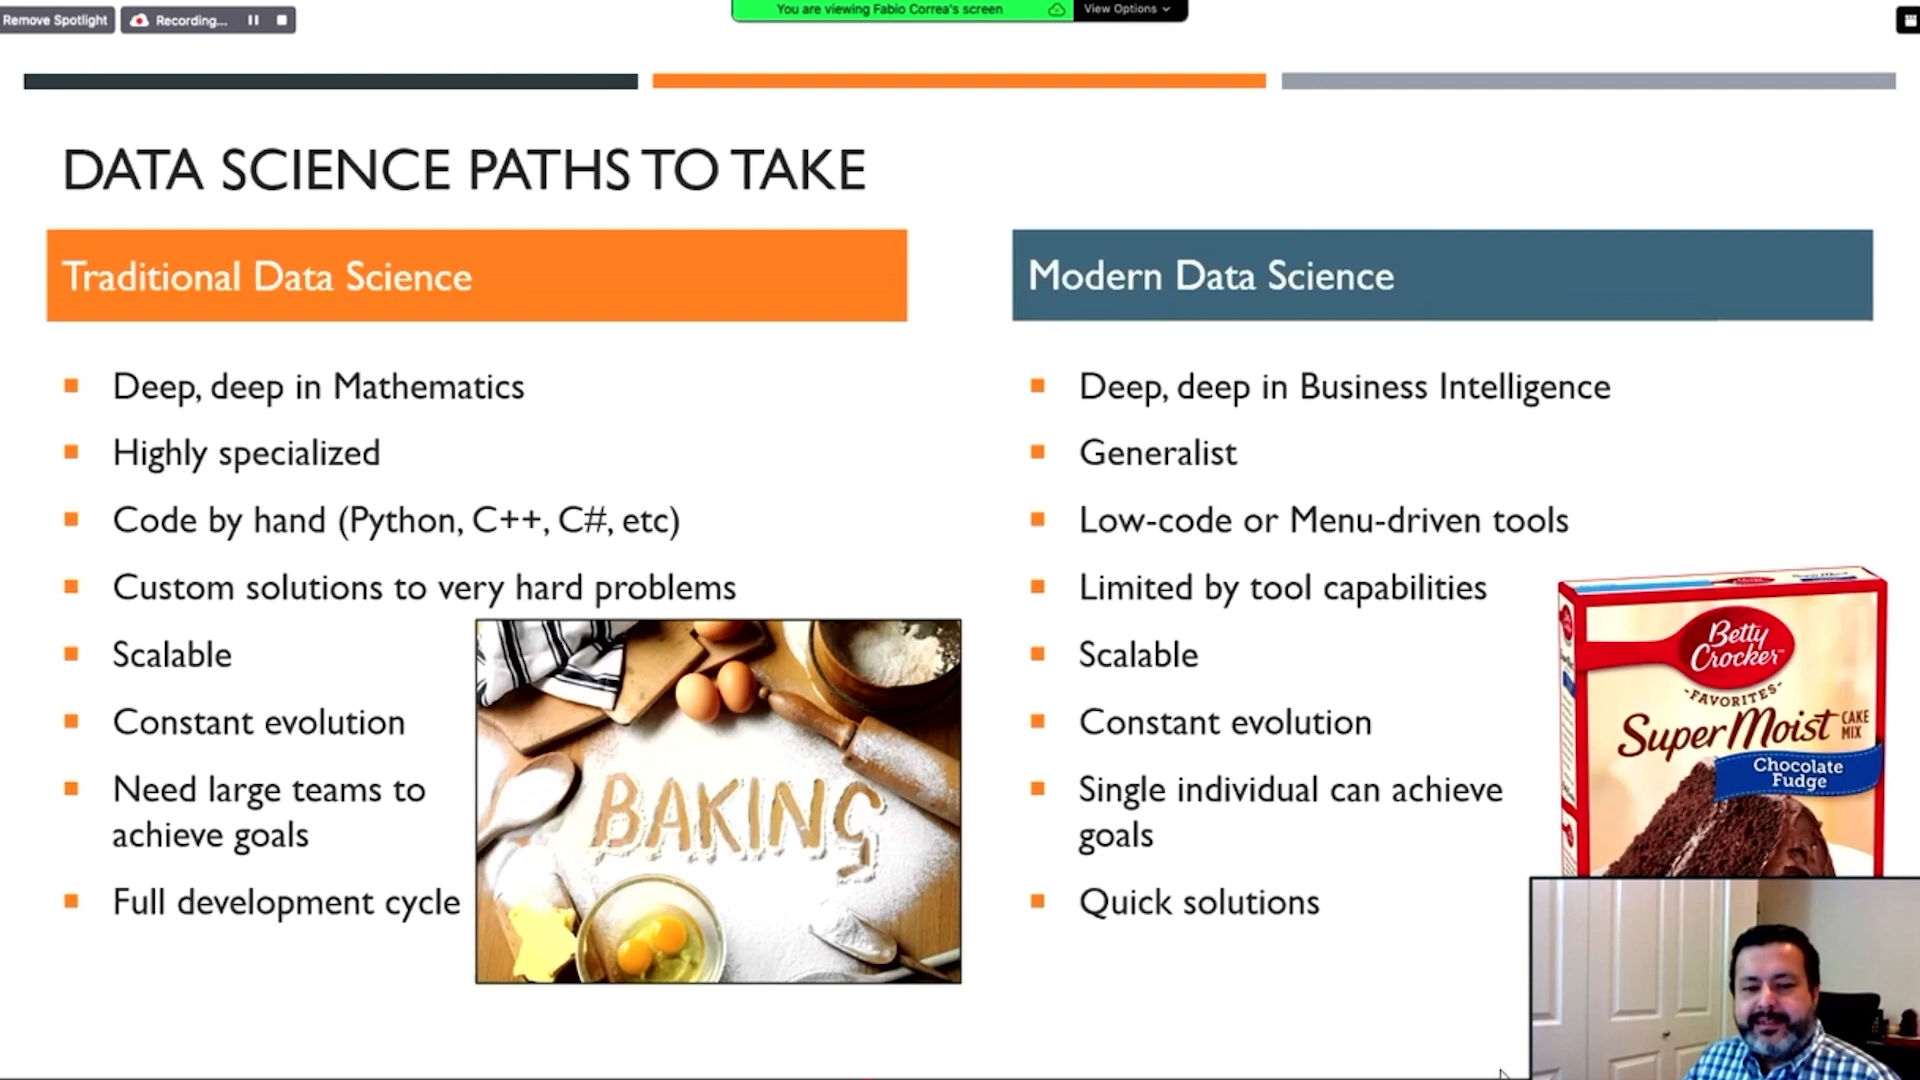 Remove Spotlight
Recording...
You are viewing Fabio Correa's screen
View Options
DATA SCIENCE PATHS TO TAKE
Traditional Data Science
Deep, deep in Mathematics
Highly specialized
Code by hand (Python, C++, C#, etc)
Custom solutions to very hard problems
Scalable
Constant evolution
Need large teams to
achieve goals
Full development cycle
BAKING
Modern Data Science
Deep, deep in Business Intelligence
Generalist
Low-code or Menu-driven tools
Limited by tool capabilities
Scalable
Constant evolution
Single individual can achieve
goals
Quick solutions
Betty
Crocker™
-FAVORITES-
Super Moist CAKE
MIX
Chocolate
Fudge